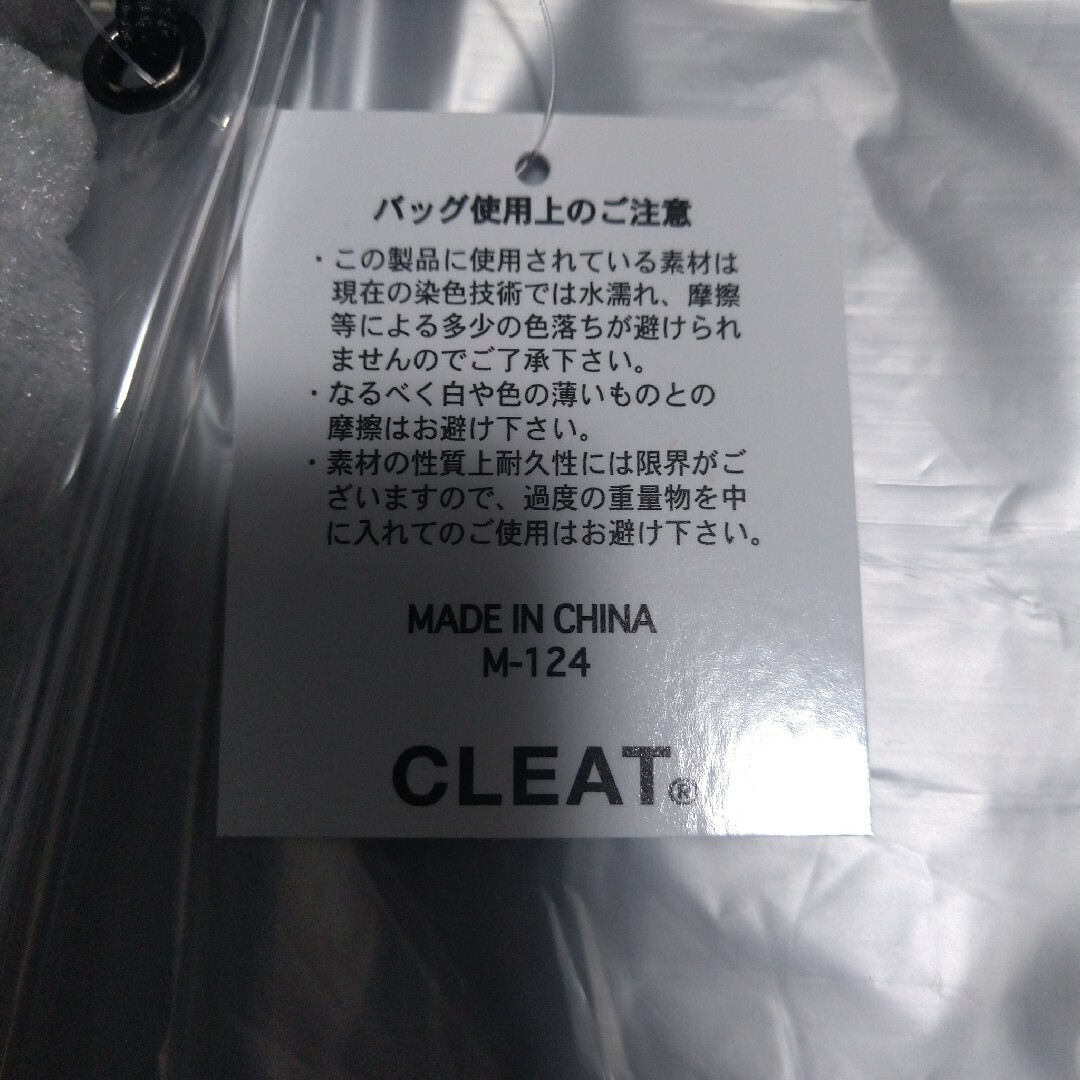 バッグ使用上のご注意
・この製品に使用されている素材は
現在の染色技術では水濡れ、摩擦
等による多少の色落ちが避けられ
ませんのでご了承下さい。
・なるべく白や色の薄いものとの
摩擦はお避け下さい。
・素材の性質上耐久性には限界がご
ざいますので、過度の重量物を中
に入れてのご使用はお避け下さい。
MADE IN CHINA
M-124
CLEAT®